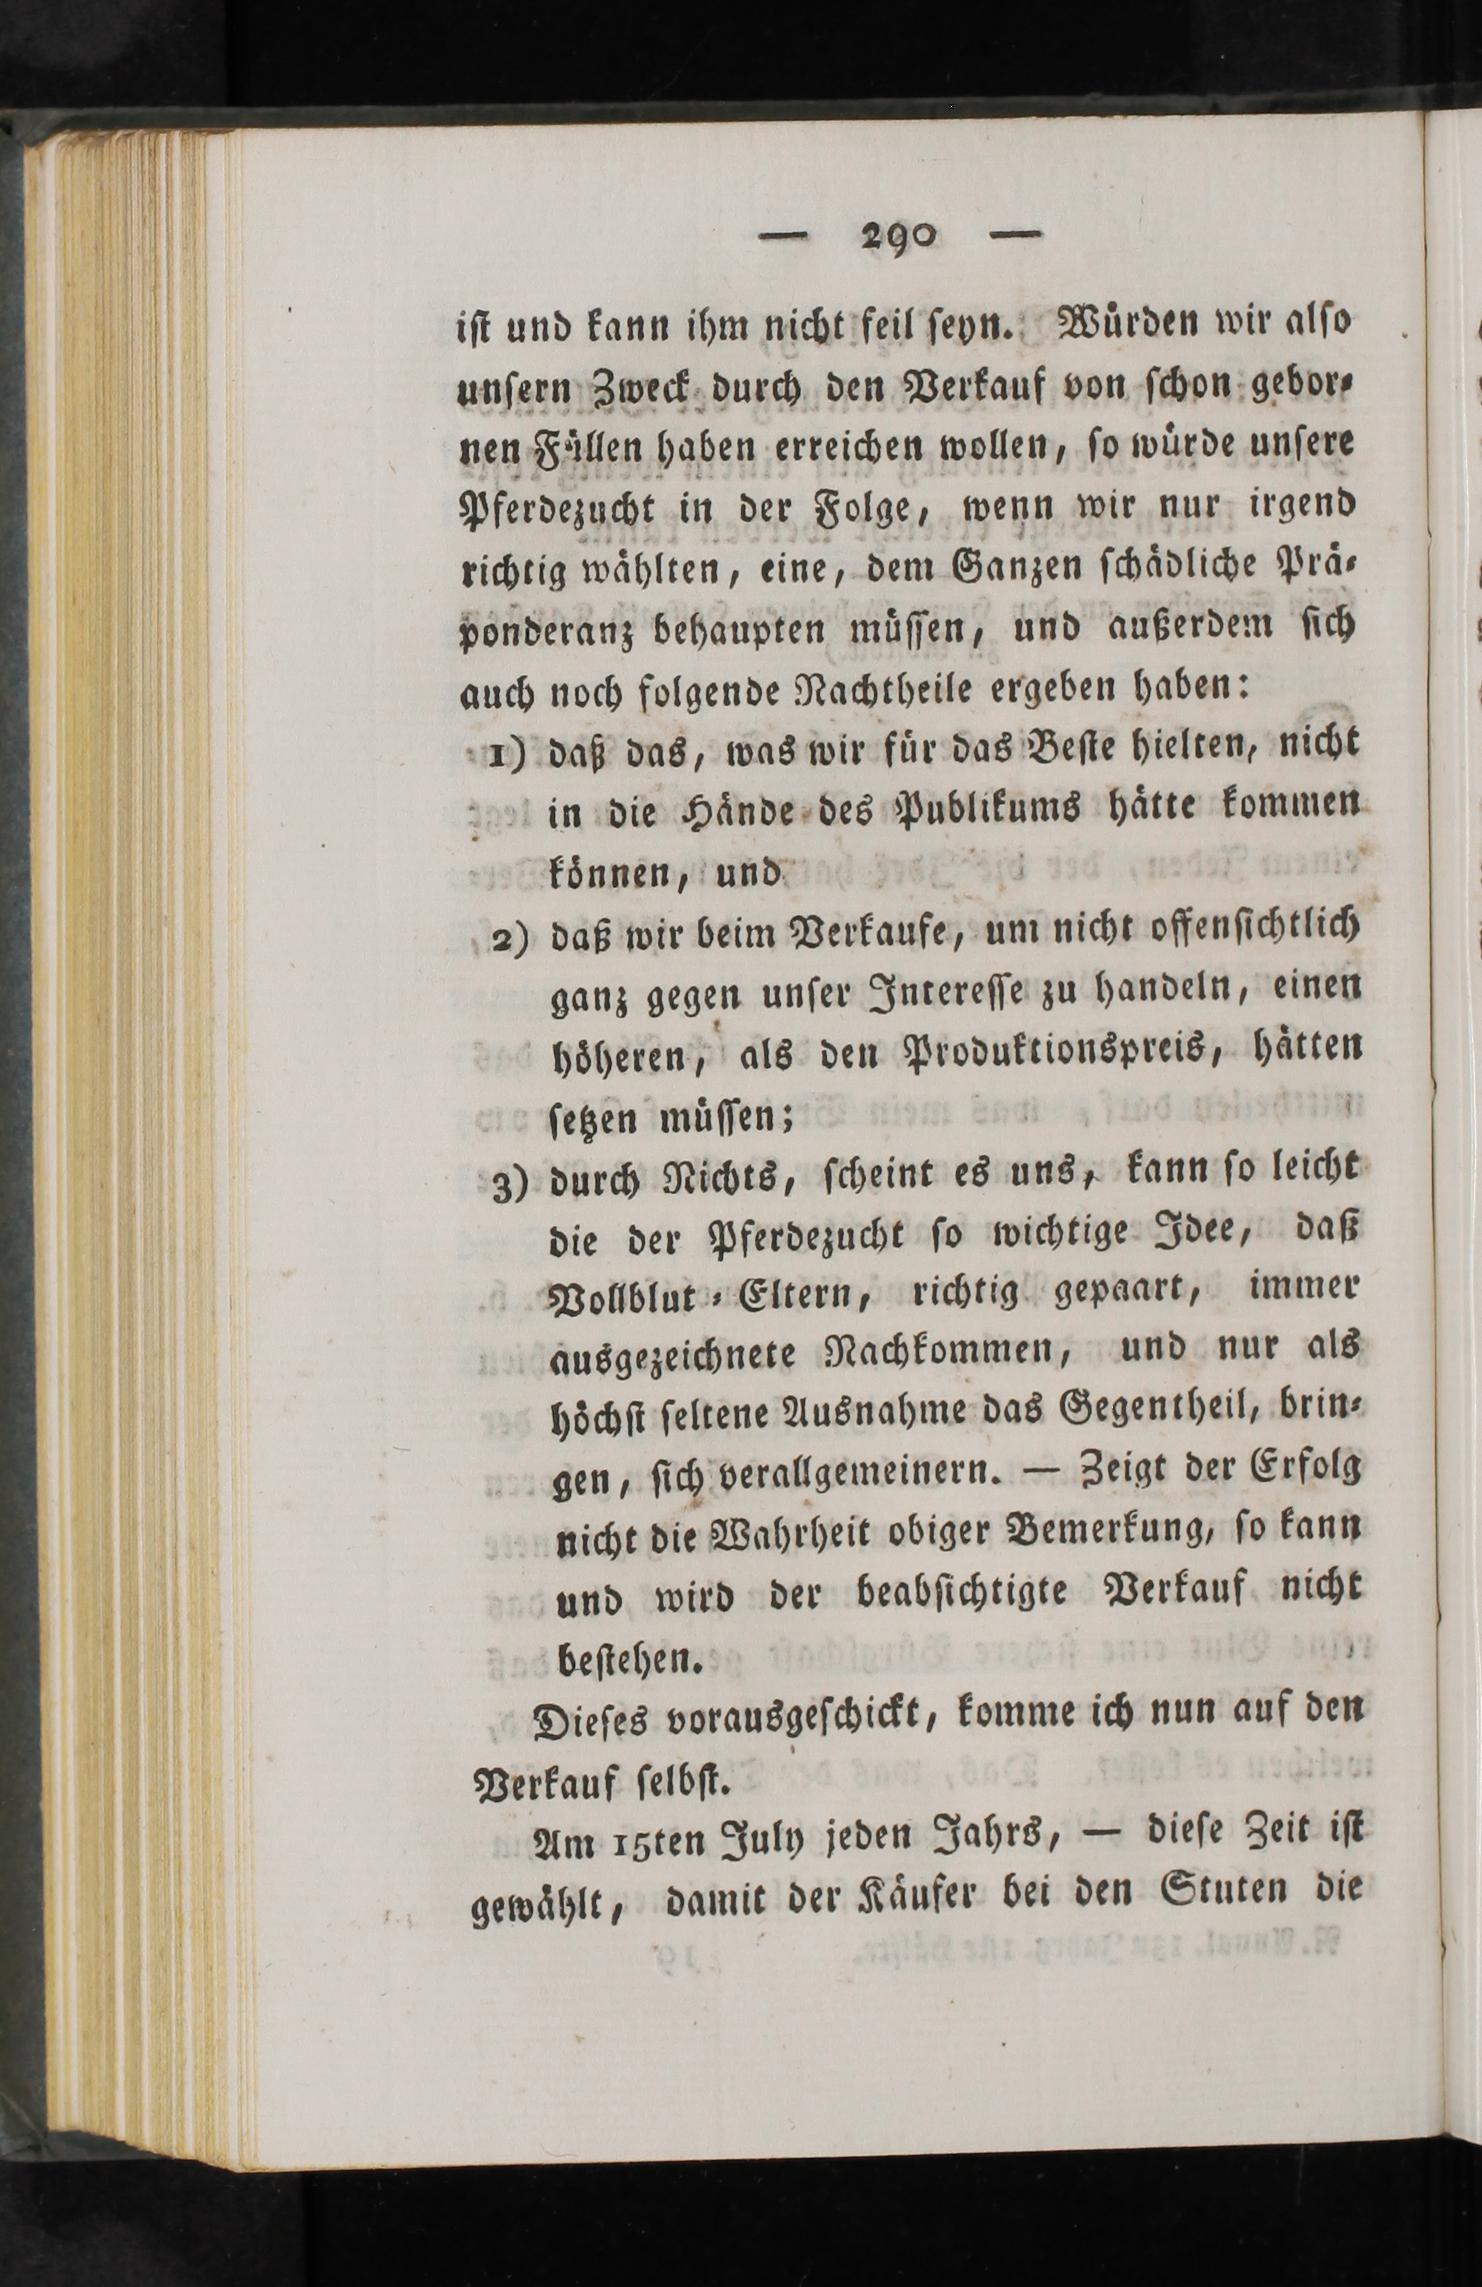 — 290 —
ist und kann ihm nicht feil seyn. Würden wir also
unsern Zweck durch den Verkauf von schon gebor⸗
nen Füllen haben erreichen wollen, so würde unsere
Pferdezucht in der Folge, wenn wir nur irgend
richtig wählten, eine, dem Ganzen schädliche Prä⸗
ponderanz behaupten müssen, und außerdem sich
auch noch folgende Nachtheile ergeben haben:
1) daß das, was wir für das Beste hielten, nicht
in die Hände des Publikums hätte kommen
können, und
2) daß wir beim Verkaufe, um nicht offensichtlich
ganz gegen unser Interesse zu handeln, einen
höheren, als den Produktionspreis, hätten
setzen müssen;
3) durch Nichts, scheint es uns, kann so leicht
die der Pferdezucht so wichtige Idee, daß
Vollblut⸗Eltern, richtig gepaart, immer
ausgezeichnete Nachkommen, und nur als
höchst seltene Ausnahme das Gegentheil, brin⸗
gen, sich verallgemeinern. — Zeigt der Erfolg
nicht die Wahrheit obiger Bemerkung, so kann
und wird der beabsichtigte Verkauf nicht
bestehen.
Dieses vorausgeschickt, komme ich nun auf den
Verkauf selbst.
Am 15ten July jeden Jahrs, — diese Zeit ist
gewählt, damit der Käufer bei den Stuten die